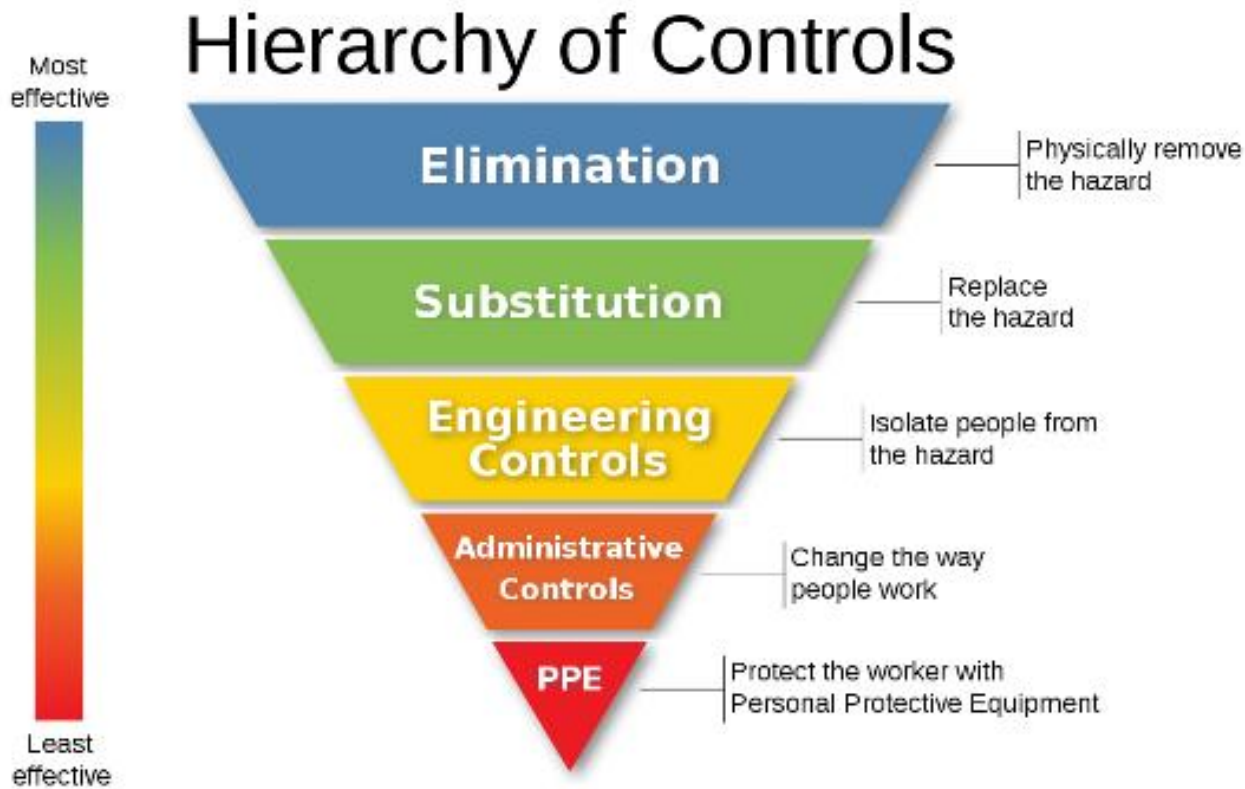 Hierarchy of Controls
Most
effective
Elimination
Physically remove
the hazard
Substitution
Replace
the hazard
Engineering
Controls
Isolate people from
the hazard
Administrative
Controls
Change the way
people work
PPE
Protect the worker with
Personal Protective Equipment
Least
effective